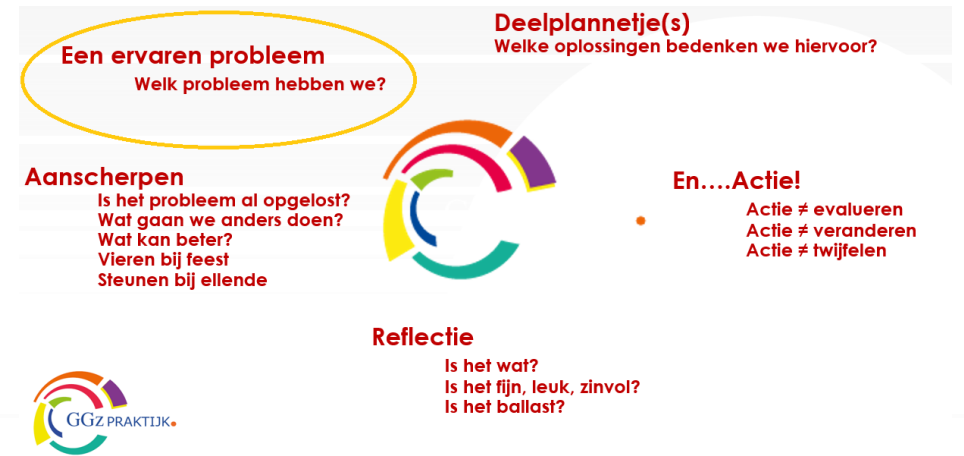 Een ervaren probleem
Welk probleem hebben we?
Deelplannetje(s)
Welke oplossingen bedenken we hiervoor?
En....Actie!
Actie ≠ evalueren
Actie ≠ veranderen
Actie ≠ twijfelen
Reflectie
Is het wat?
Is het fijn, leuk, zinvol?
Is het ballast?
Aanscherpen
Is het probleem al opgelost?
Wat gaan we anders doen?
Wat kan beter?
Vieren bij feest
Steunen bij ellende
GGZ PRAKTIJK.